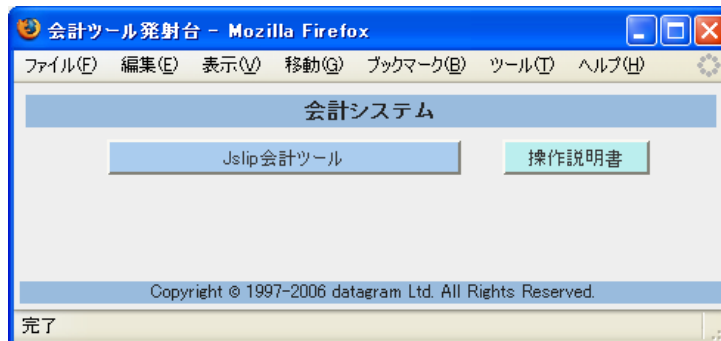 会計ツール発射台 - Mozilla Firefox
ファイル(F) 編集(E) 表示(V) 移動(G) ブックマーク(B) ツール(T) ヘルプ(H)
会計システム
Jslip会計ツール 操作説明書
Copyright © 1997-2006 datagram Ltd. All Rights Reserved.
完了